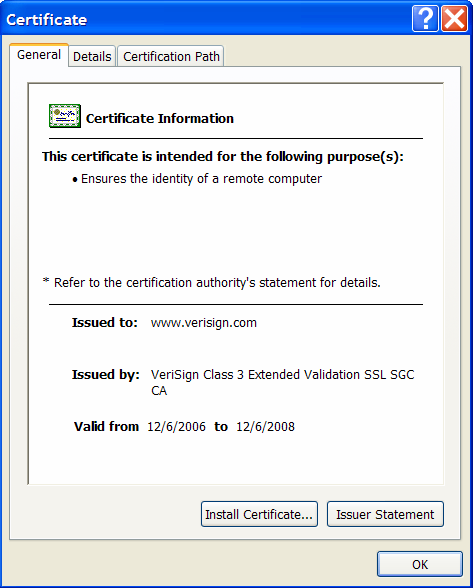 Certificate
General Details Certification Path
Certificate Information
This certificate is intended for the following purpose(s):
• Ensures the identity of a remote computer
* Refer to the certification authority's statement for details.
Issued to: www.verisign.com
Issued by: VeriSign Class 3 Extended Validation SSL SGC
CA
Valid from 12/6/2006 to 12/6/2008
Install Certificate... Issuer Statement
OK